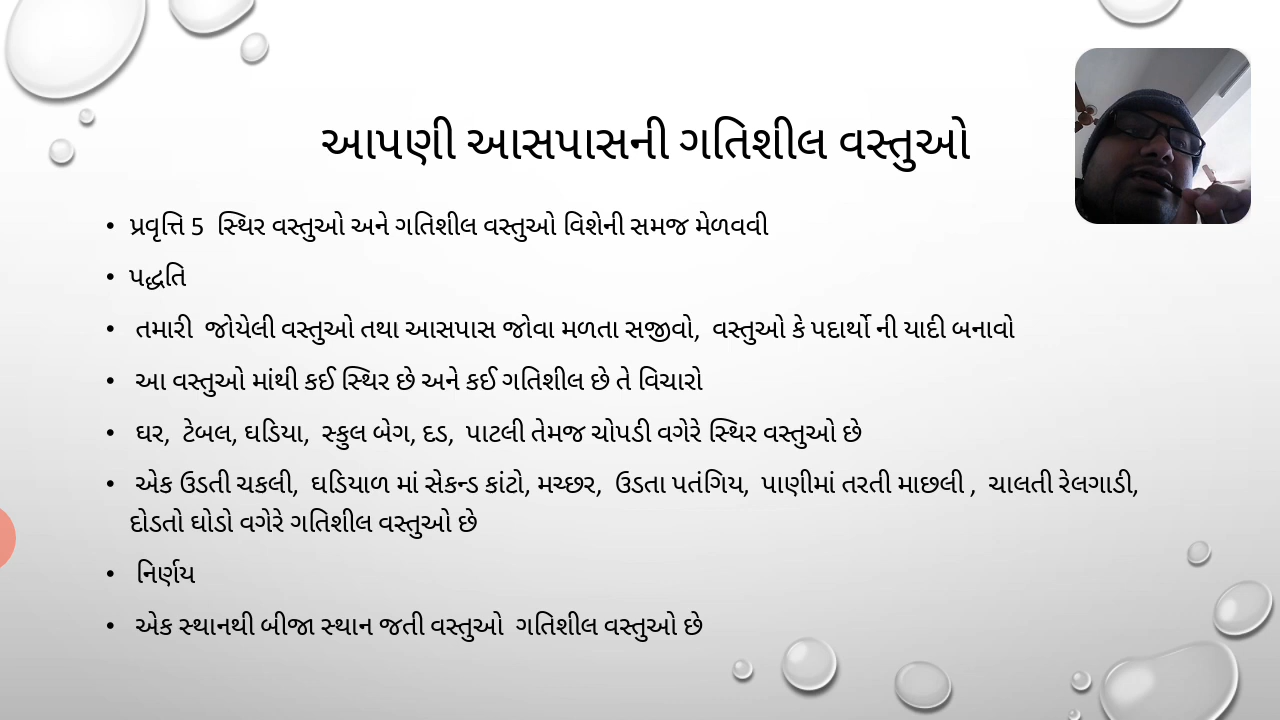 આપણી આસપાસની ગતિશીલ વસ્તુઓ
• પ્રવૃત્તિ 5 સ્થિર વસ્તુઓ અને ગતિશીલ વસ્તુઓ વિશેની સમજ મેળવવી
• પદ્ધતિ
• તમારી જોયેલી વસ્તુઓ તથા આસપાસ જોવા મળતા સજીવો, વસ્તુઓ કે પદાર્થો ની યાદી બનાવો
• આ વસ્તુઓ માંથી કઈ સ્થિર છે અને કઈ ગતિશીલ છે તે વિચારો
• ઘર, ટેબલ, ઘડિયા, સ્કુલ બેગ, દડ, પાટલી તેમજ ચોપડી વગેરે સ્થિર વસ્તુઓ છે
• એક ઉડતી ચકલી, ઘડિયાળ માં સેકન્ડ કાંટો, મચ્છર, ઉડતા પતંગિય, પાણીમાં તરતી માછલી , ચાલતી રેલગાડી,
દોડતો ઘોડો વગેરે ગતિશીલ વસ્તુઓ છે
• નિર્ણય
• એક સ્થાનથી બીજા સ્થાન જતી વસ્તુઓ ગતિશીલ વસ્તુઓ છે